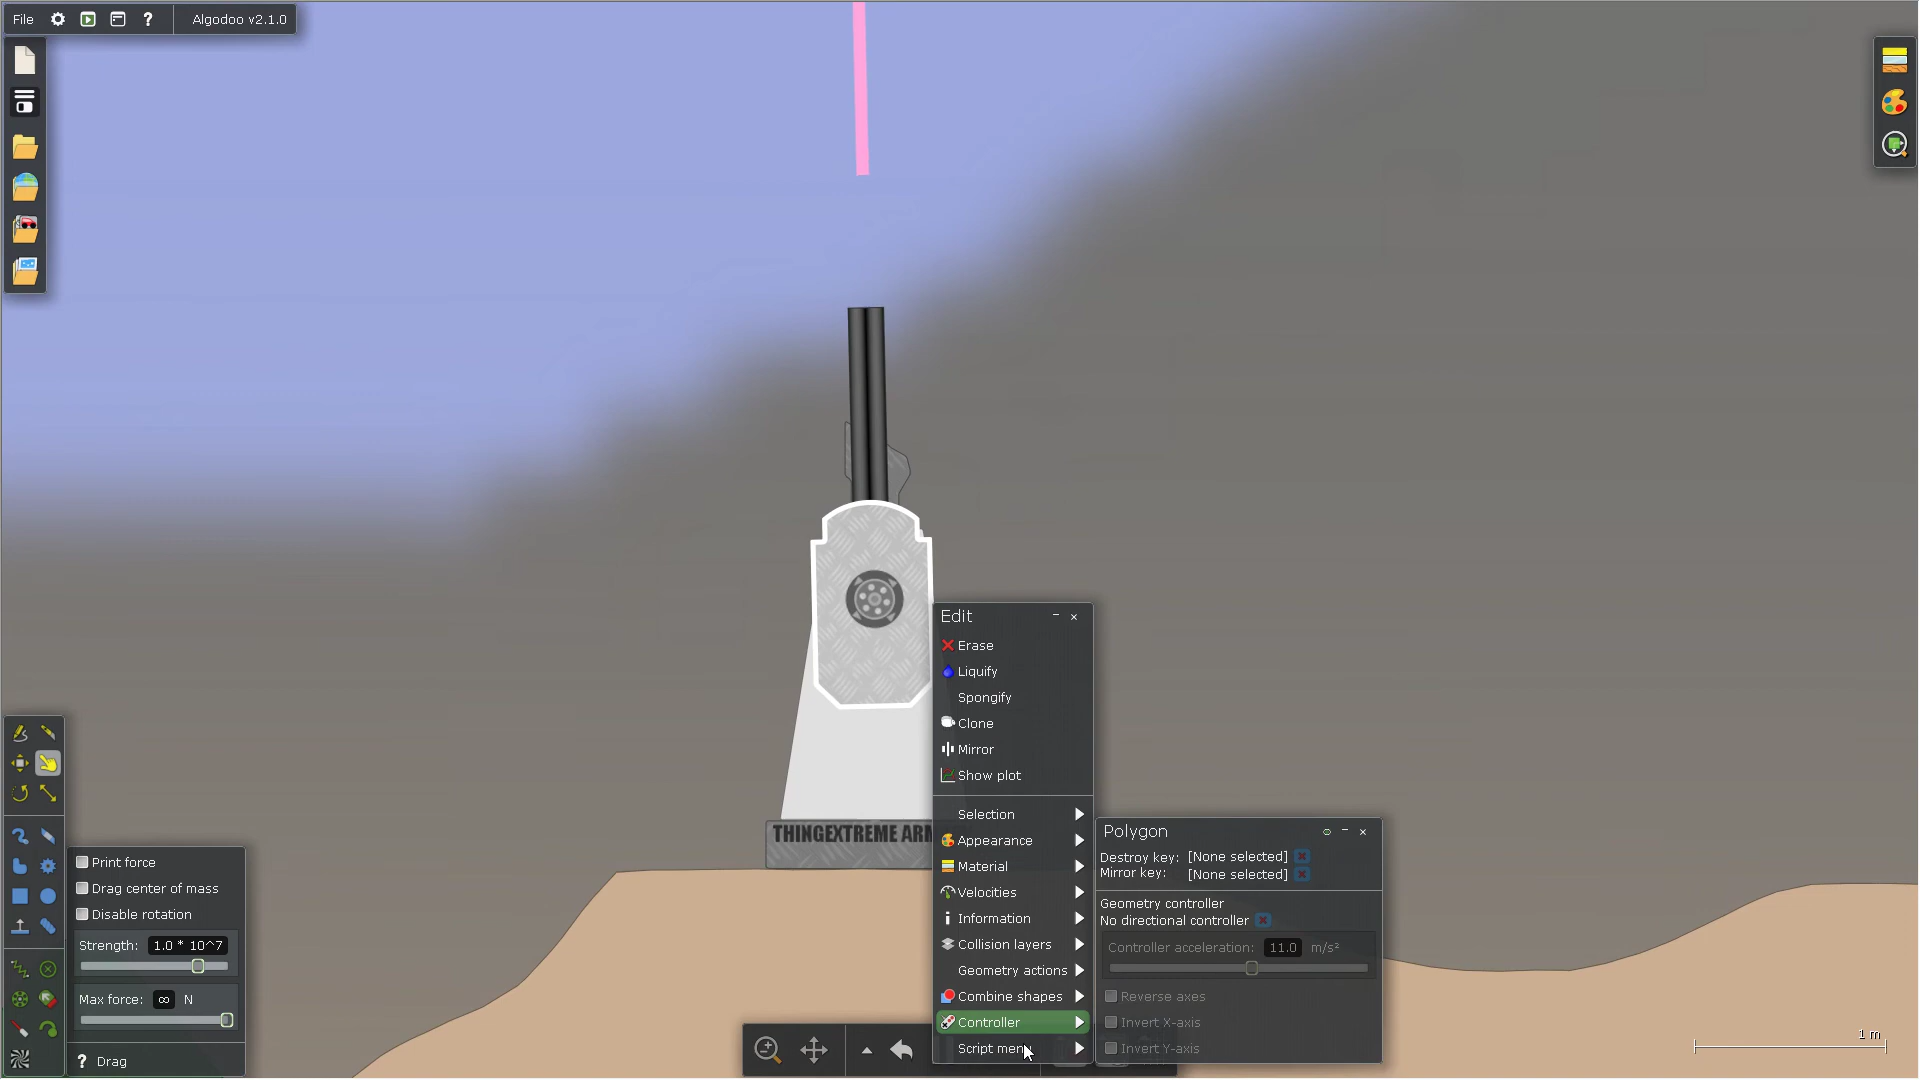 File
?
Algodoo v2.1.0
THINGEXTREME ARM
Edit
Erase
Liquify
Spongify
Clone
Mirror
Show plot
Selection
Appearance
Material
Velocities
Information
Collision layers
Geometry actions
Combine shapes
Controller
Script menu
Polygon
Destroy key: [None selected]
Mirror key: [None selected]
Geometry controller
No directional controller
Controller acceleration: 11.0 m/s²
Reverse axes
Invert X-axis
Invert Y-axis
Print force
Drag center of mass
Disable rotation
Strength: 1.0 * 10^7
Max force: ∞ N
? Drag
1 m